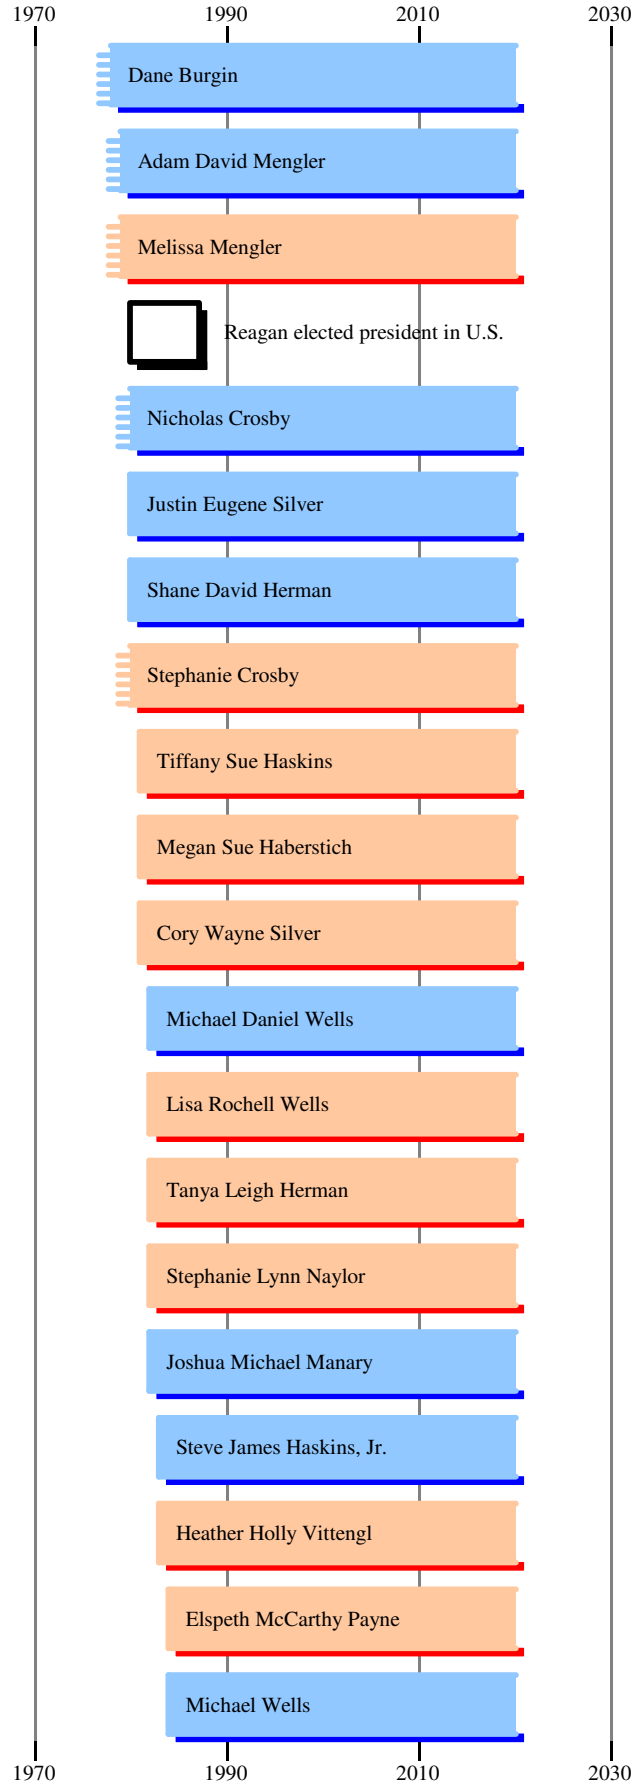 1970 1990 2010 2030
Dane Burgin
Adam David Mengler
Melissa Mengler
Reagan elected president in U.S.
Nicholas Crosby
Justin Eugene Silver
Shane David Herman
Stephanie Crosby
Tiffany Sue Haskins
Megan Sue Haberstich
Cory Wayne Silver
Michael Daniel Wells
Lisa Rochell Wells
Tanya Leigh Herman
Stephanie Lynn Naylor
Joshua Michael Manary
Steve James Haskins, Jr.
Heather Holly Vittengl
Elspeth McCarthy Payne
Michael Wells
1970 1990 2010 2030